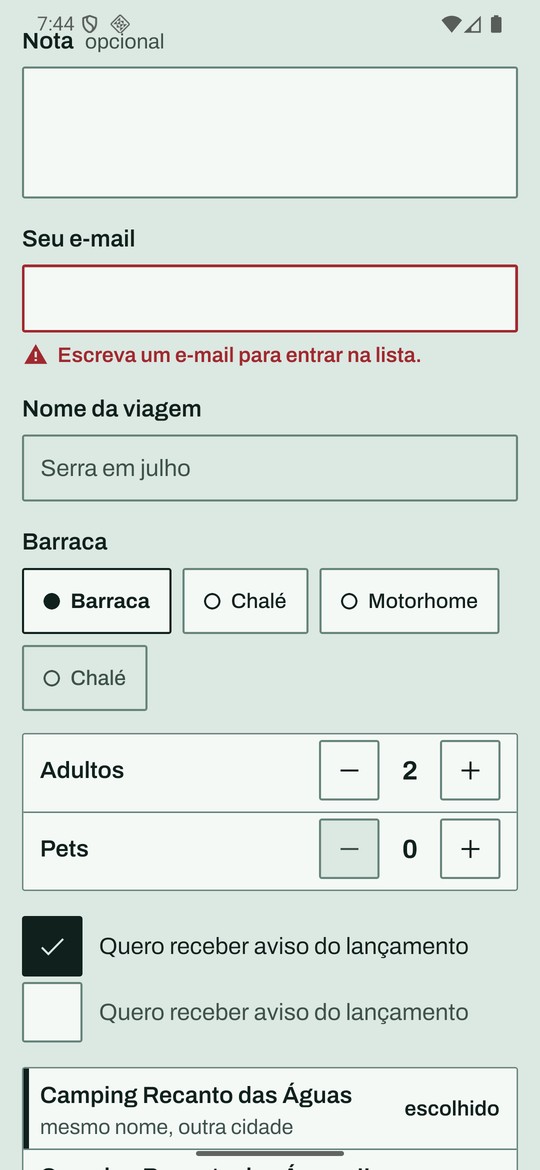 7:44
Nota opcional
Seu e-mail
Escreva um e-mail para entrar na lista.
Nome da viagem
Serra em julho
Barraca
Barraca
Chalé
Motorhome
Chalé
Adultos
2
Pets
0
Quero receber aviso do lançamento
Quero receber aviso do lançamento
Camping Recanto das Águas
mesmo nome, outra cidade
escolhido